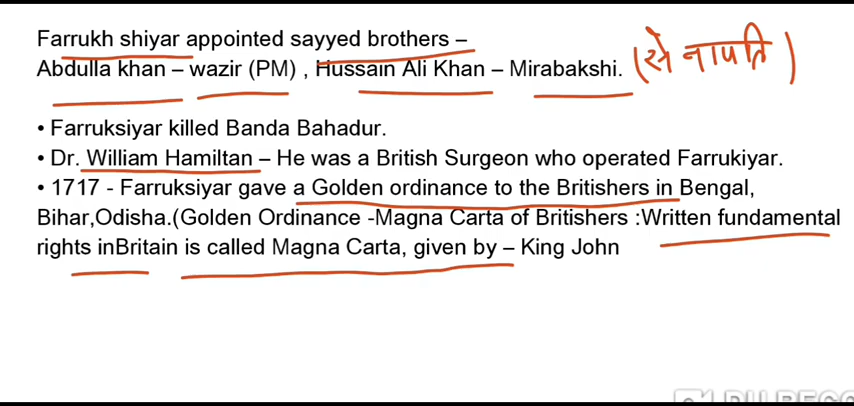 Farrukh shiyar appointed sayyed brothers –
Abdulla khan – wazir (PM) , Hussain Ali Khan – Mirabakshi. (सेनापति)
• Farruksiyar killed Banda Bahadur.
• Dr. William Hamiltan – He was a British Surgeon who operated Farrukiyar.
• 1717 - Farruksiyar gave a Golden ordinance to the Britishers in Bengal,
Bihar,Odisha.(Golden Ordinance -Magna Carta of Britishers :Written fundamental
rights inBritain is called Magna Carta, given by – King John